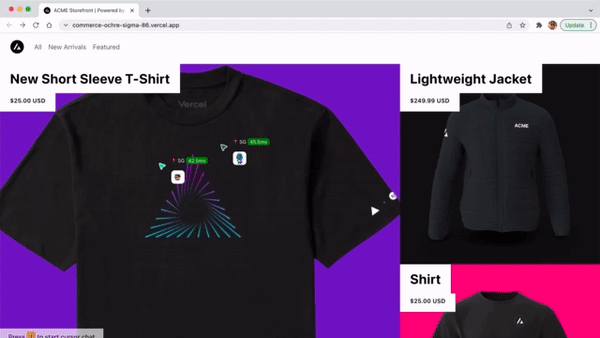 ACME Storefront | Powered by
Update
commerce-ochre-sigma-86.vercel.app
All New Arrivals Featured
New Short Sleeve T-Shirt
$25.00 USD
Lightweight Jacket
$249.99 USD
Vercel
ACME
SG 65.5ms
SG 42.5ms
Shirt
$25.00 USD
Press / to start cursor chat